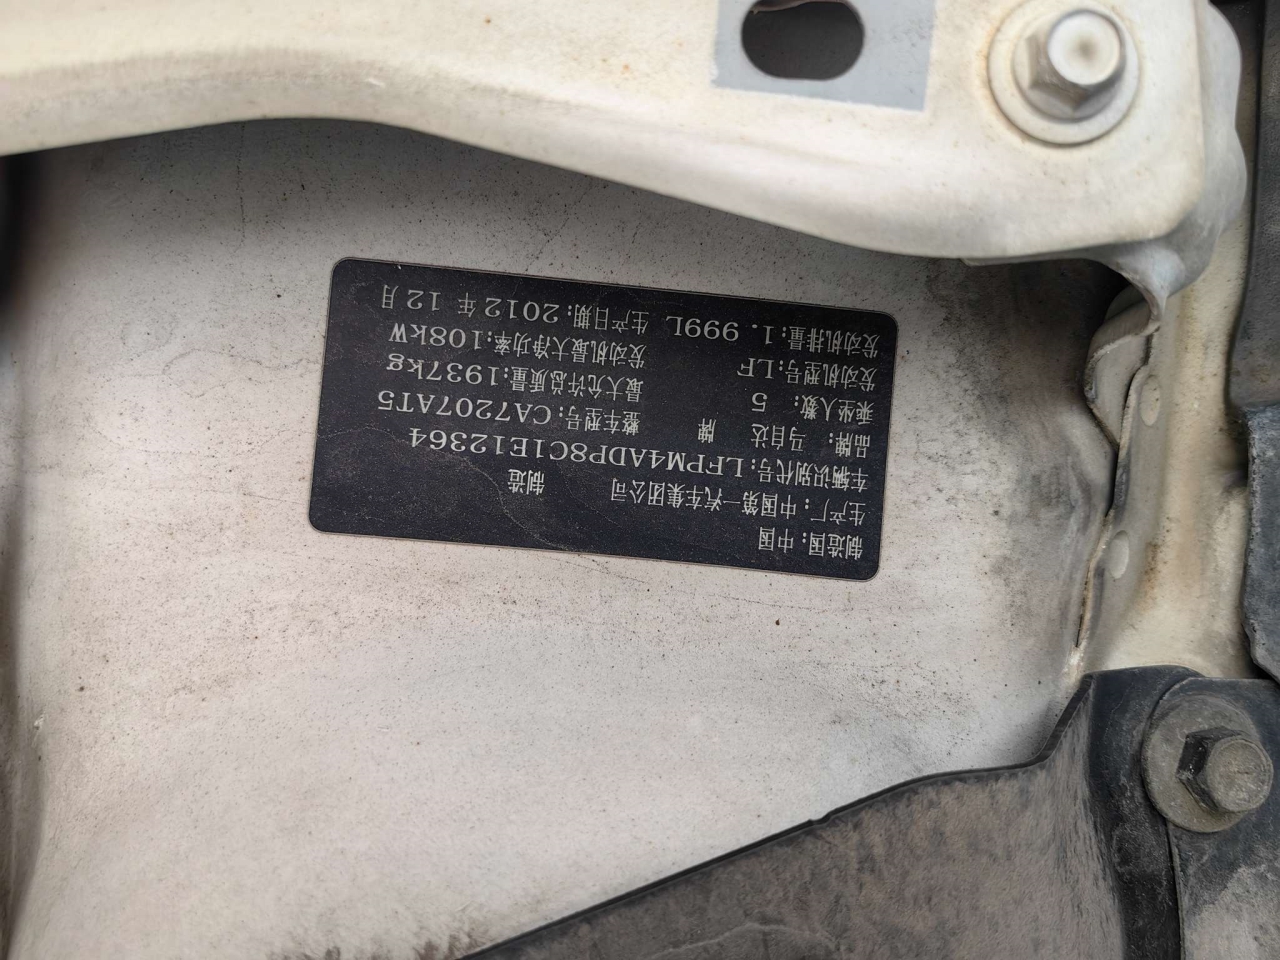 制造国:中国
生产厂:中国第一汽车集团公司 制造
车辆识别代号:LFPM4ADP8C1E12364
品牌: 马自达 牌 整车型号:CA7207AT5
乘坐人数: 5 最大允许总质量:1937kg
发动机型号:LF 发动机最大净功率:108kW
发动机排量:1.999L 生产日期:2012年12月